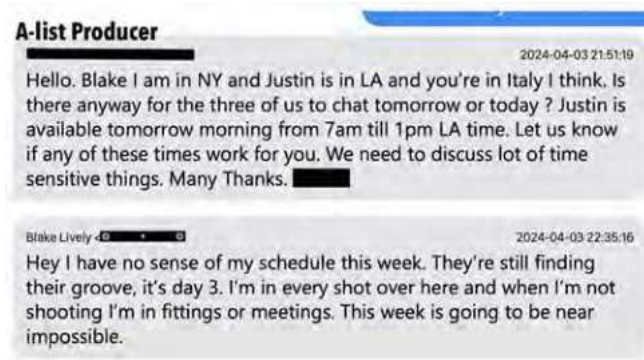 A-list Producer
2024-04-03 21:51:19
Hello. Blake I am in NY and Justin is in LA and you're in Italy I think. Is
there anyway for the three of us to chat tomorrow or today ? Justin is
available tomorrow morning from 7am till 1pm LA time. Let us know
if any of these times work for you. We need to discuss lot of time
sensitive things. Many Thanks.
Blake Lively
2024-04-03 22:35:16
Hey I have no sense of my schedule this week. They're still finding
their groove, it's day 3. I'm in every shot over here and when I'm not
shooting I'm in fittings or meetings. This week is going to be near
impossible.